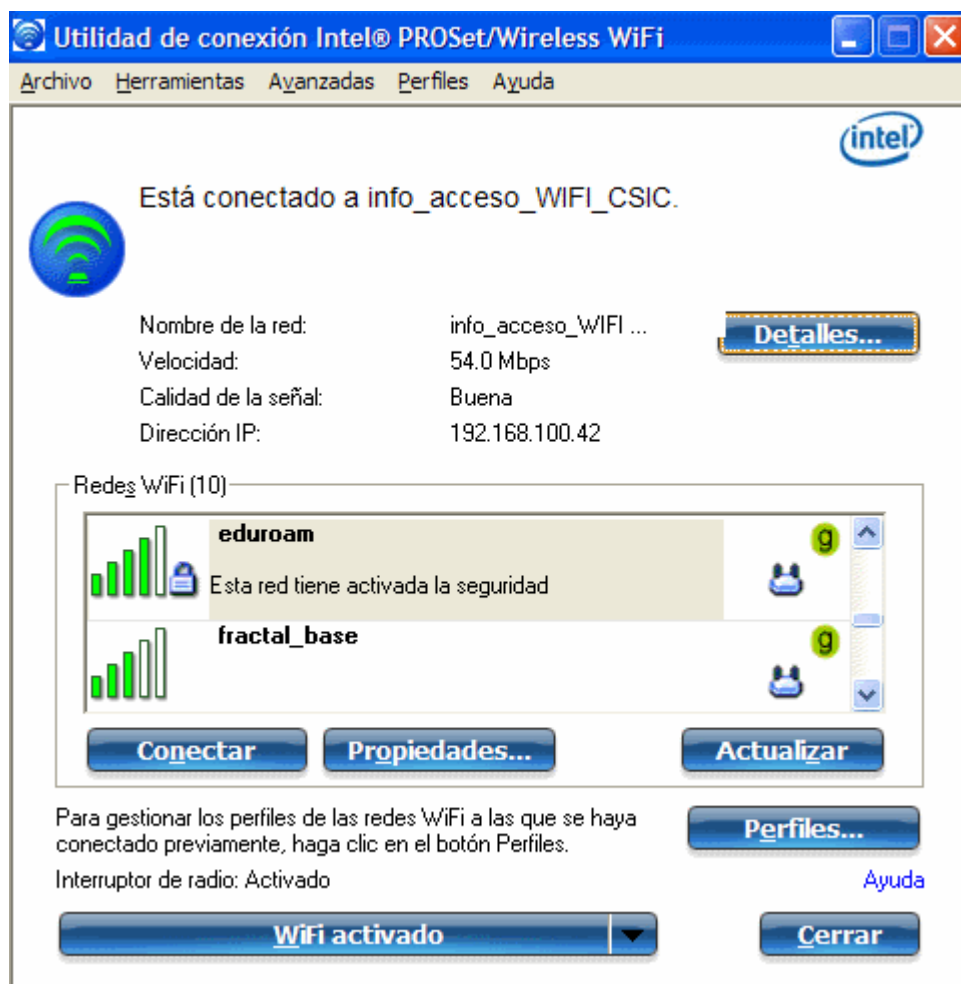 Utilidad de conexión Intel® PROSet/Wireless WiFi
Archivo Herramientas Avanzadas Perfiles Ayuda
intel
Está conectado a info_acceso_WIFI_CSIC.
Nombre de la red: info_acceso_WIFI ... Detalles...
Velocidad: 54.0 Mbps
Calidad de la señal: Buena
Dirección IP: 192.168.100.42
Redes WiFi (10)
eduroam g
Esta red tiene activada la seguridad
fractal_base g
Conectar Propiedades... Actualizar
Para gestionar los perfiles de las redes WiFi a las que se haya
conectado previamente, haga clic en el botón Perfiles.
Perfiles...
Interruptor de radio: Activado Ayuda
WiFi activado Cerrar